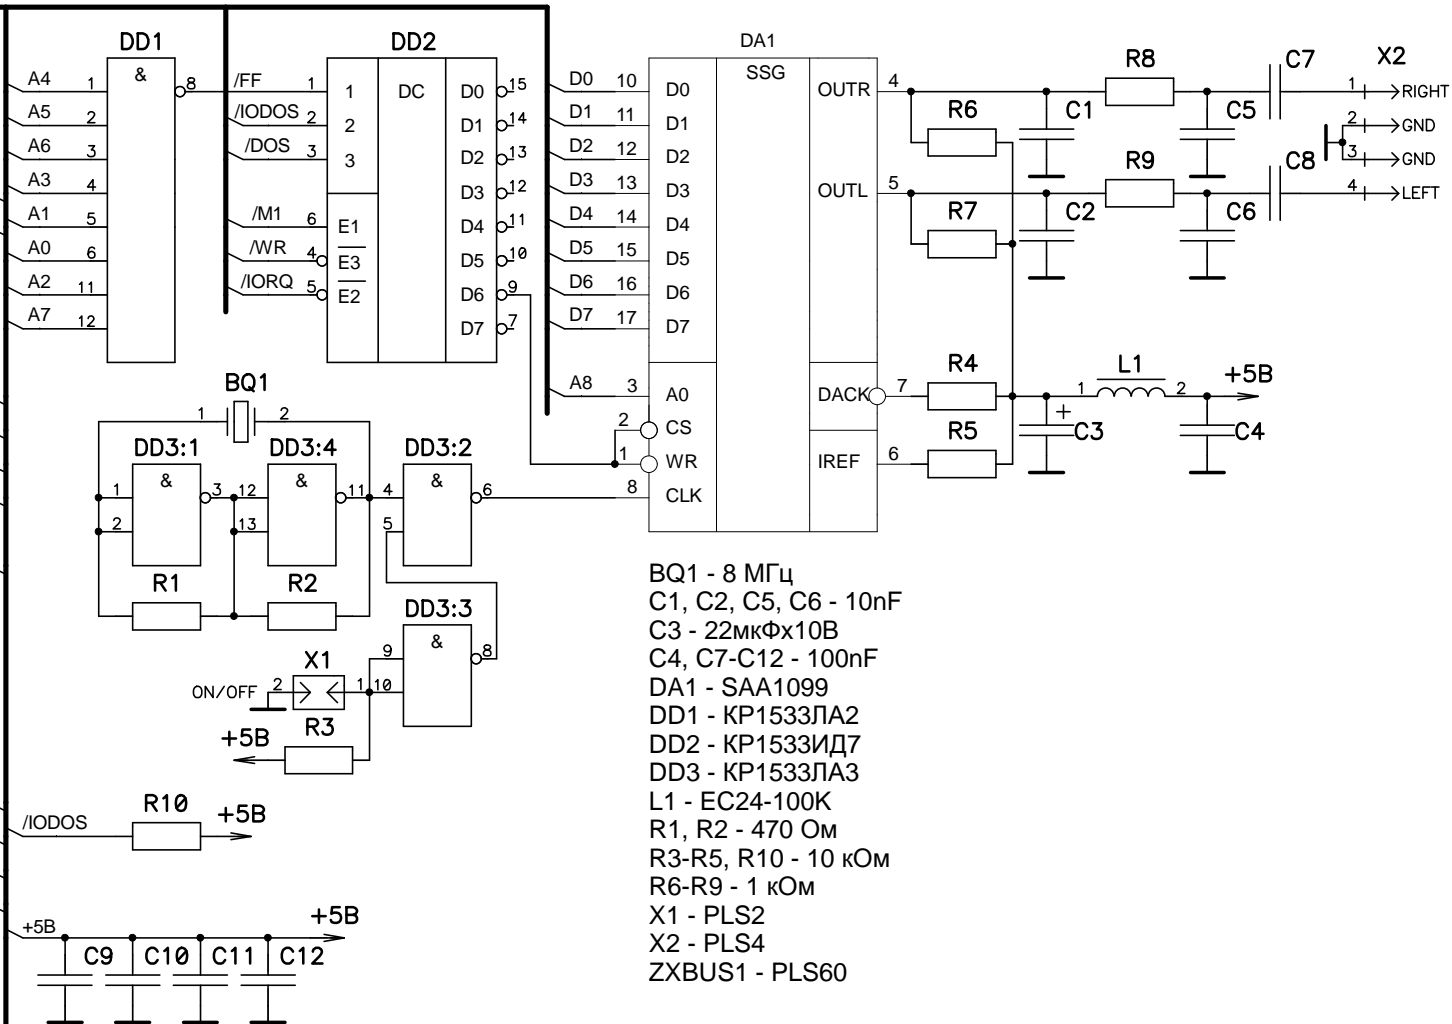 DD1
&
A4 1
A5 2
A6 3
A3 4
A1 5
A0 6
A2 11
A7 12
8
DD2
DC
/FF 1 1 D0 15
/IODOS 2 2 D1 14
/DOS 3 3 D2 13
D3 12
/M1 6 E1 D4 11
/WR 4 E3 D5 10
/IORQ 5 E2 D6 9
D7 7
DA1
SSG
D0 10 D0
D1 11 D1
D2 12 D2
D3 13 D3
D4 14 D4
D5 15 D5
D6 16 D6
D7 17 D7
A8 3 A0
2 CS
1 WR
8 CLK
OUTR 4
OUTL 5
DACK 7
IREF 6
R6
R7
C1
C2
R8
R9
C5
C6
C7
C8
X2
1 RIGHT
2 GND
3 GND
4 LEFT
R4
R5
C3
+
L1
1 2
+5В
C4
BQ1
1 2
DD3:1
&
1 3
2
DD3:4
&
12 11
13
DD3:2
&
4 6
5
R1
R2
DD3:3
&
9 8
10
X1
ON/OFF 2 1
R3
+5В
/IODOS
R10
+5В
+5В
+5В
C9 C10 C11 C12
BQ1 - 8 МГц
C1, C2, C5, C6 - 10nF
C3 - 22мкФх10В
C4, C7-C12 - 100nF
DA1 - SAA1099
DD1 - КР1533ЛА2
DD2 - КР1533ИД7
DD3 - КР1533ЛА3
L1 - EC24-100K
R1, R2 - 470 Ом
R3-R5, R10 - 10 кОм
R6-R9 - 1 кОм
X1 - PLS2
X2 - PLS4
ZXBUS1 - PLS60